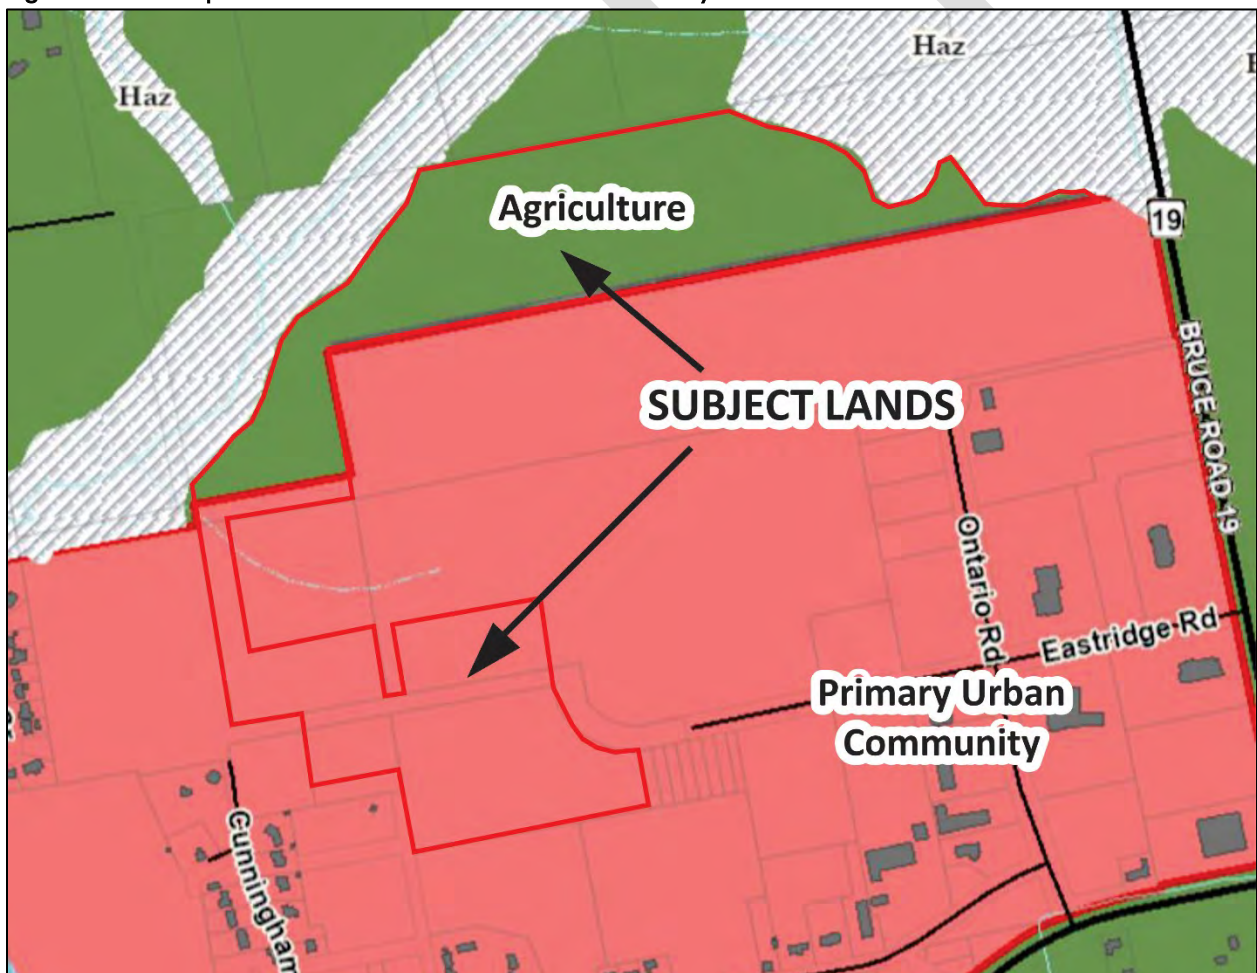 Haz
Haz
Agriculture
19
SUBJECT LANDS
BRUCE ROAD 19
Ontario Rd
Eastridge Rd
Primary Urban
Community
Cunningham